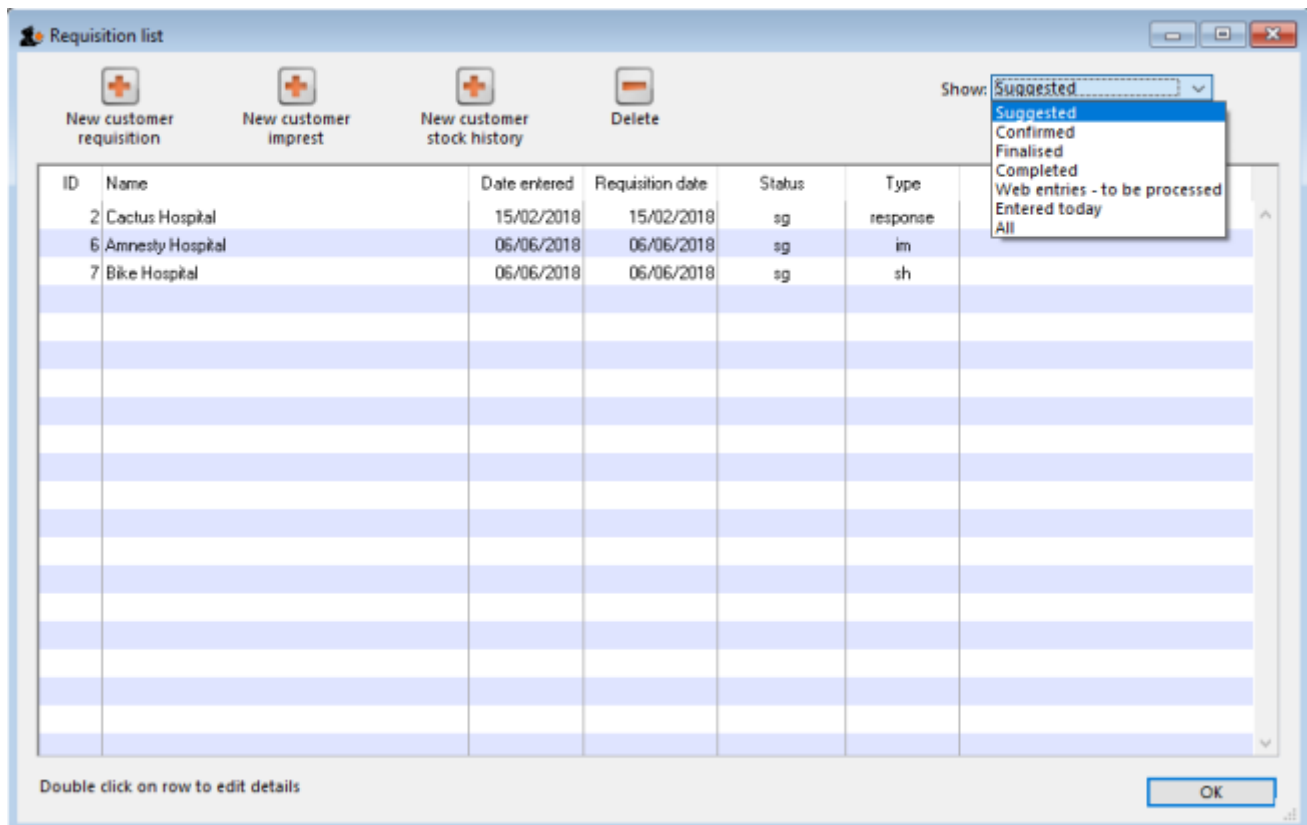 Requisition list
New customer
requisition
New customer
imprest
New customer
stock history
Delete
Show: Suggested
Suggested
Confirmed
Finalised
Completed
Web entries - to be processed
Entered today
All
ID Name Date entered Requisition date Status Type
2 Cactus Hospital 15/02/2018 15/02/2018 sg response
6 Amnesty Hospital 06/06/2018 06/06/2018 sg im
7 Bike Hospital 06/06/2018 06/06/2018 sg sh
Double click on row to edit details
OK